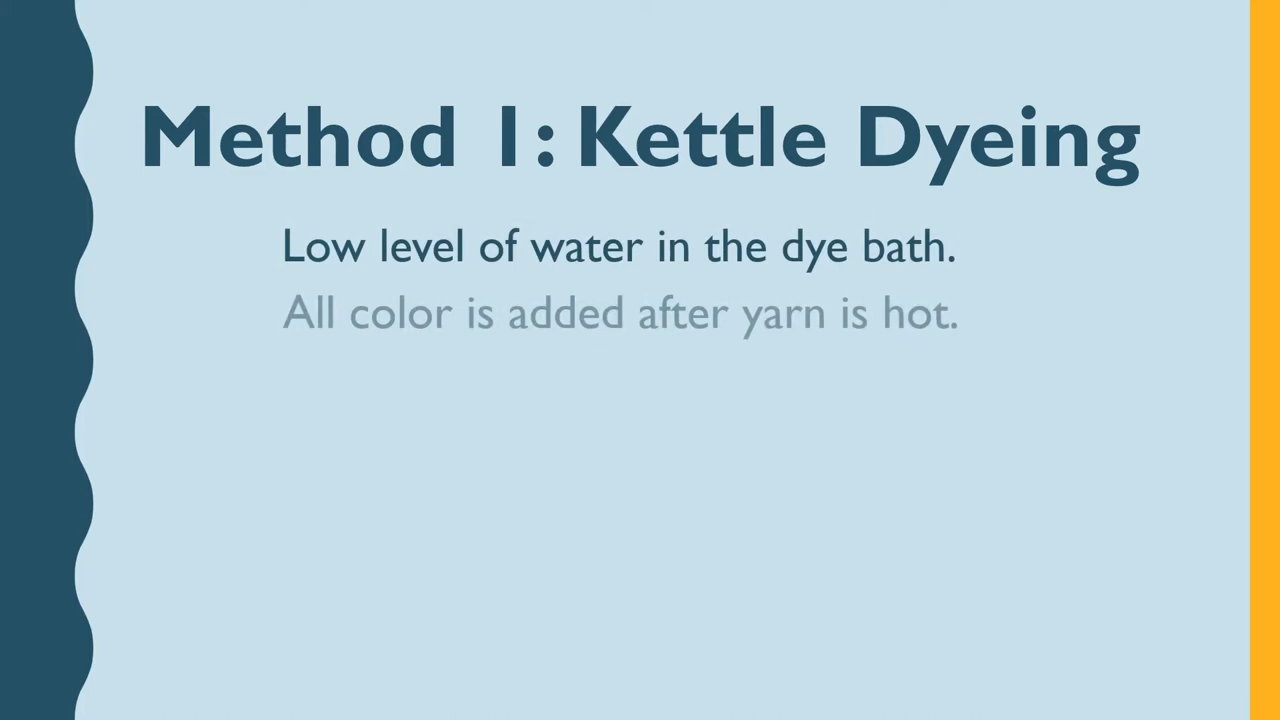 Method 1: Kettle Dyeing
Low level of water in the dye bath.
All color is added after yarn is hot.